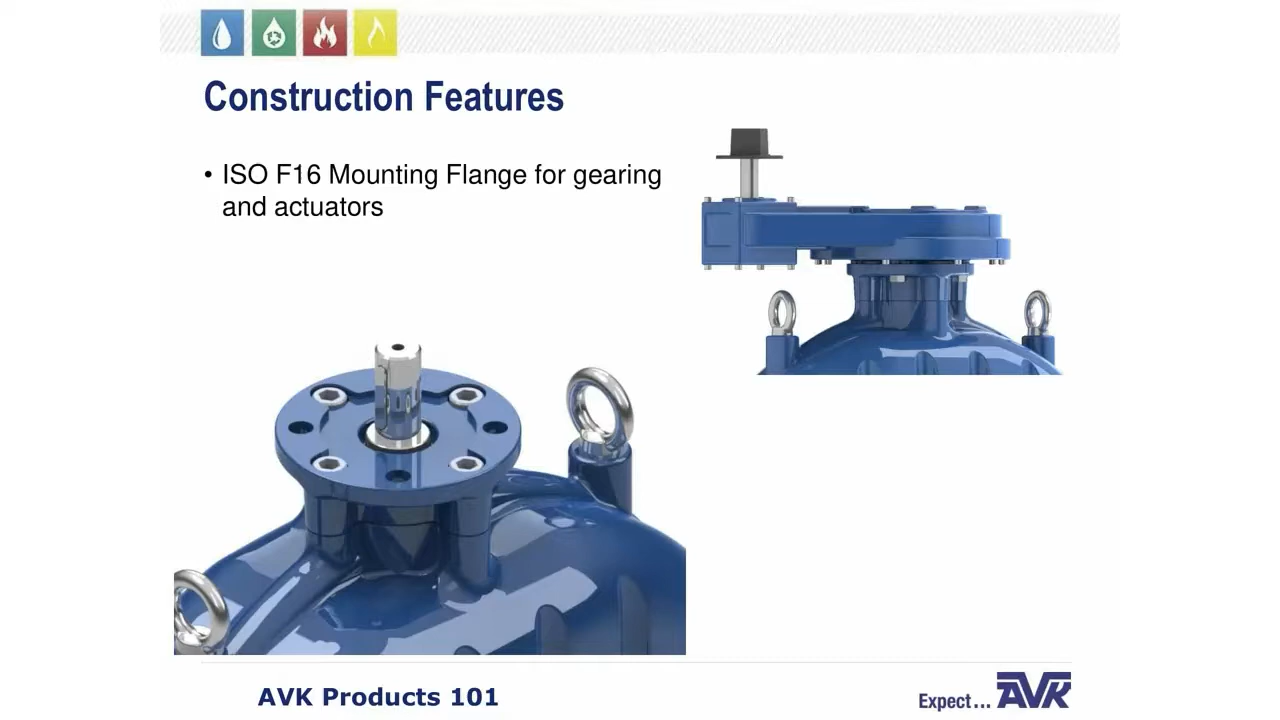 Construction Features
• ISO F16 Mounting Flange for gearing
and actuators
AVK Products 101
Expect... AVK